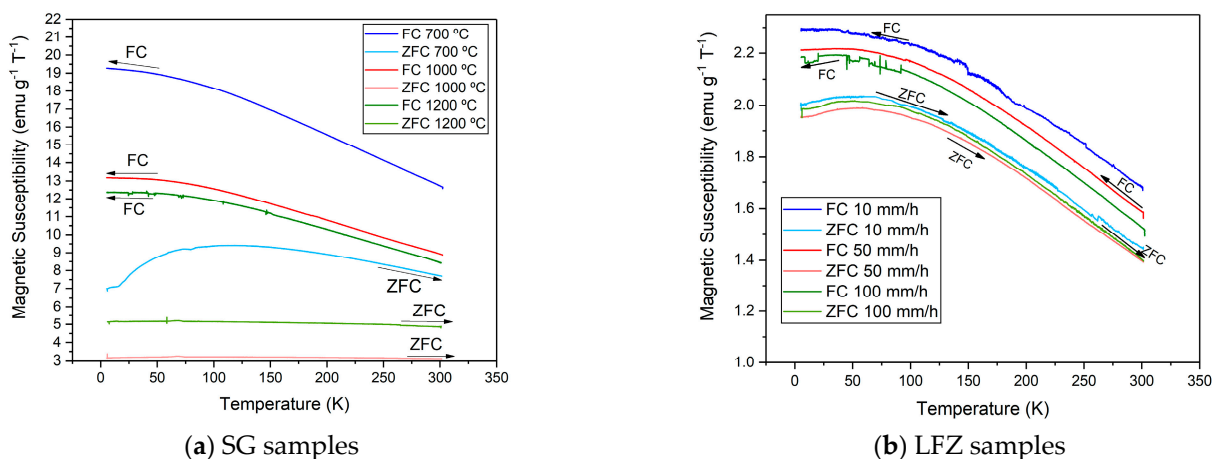 Magnetic Susceptibility (emu g⁻¹ T⁻¹)
21
20
19
18
17
16
15
14
13
12
11
10
9
8
7
6
5
4
3
FC
FC
FC
ZFC
ZFC
ZFC
FC 700 ºC
ZFC 700 ºC
FC 1000 ºC
ZFC 1000 ºC
FC 1200 ºC
ZFC 1200 ºC
0 50 100 150 200 250 300 350
Temperature (K)
(a) SG samples
Magnetic Susceptibility (emu g⁻¹ T⁻¹)
2.2
2.0
1.8
1.6
1.4
1.2
1.0
FC
FC
ZFC
ZFC
FC
ZFC
FC 10 mm/h
ZFC 10 mm/h
FC 50 mm/h
ZFC 50 mm/h
FC 100 mm/h
ZFC 100 mm/h
0 50 100 150 200 250 300 350
Temperature (K)
(b) LFZ samples